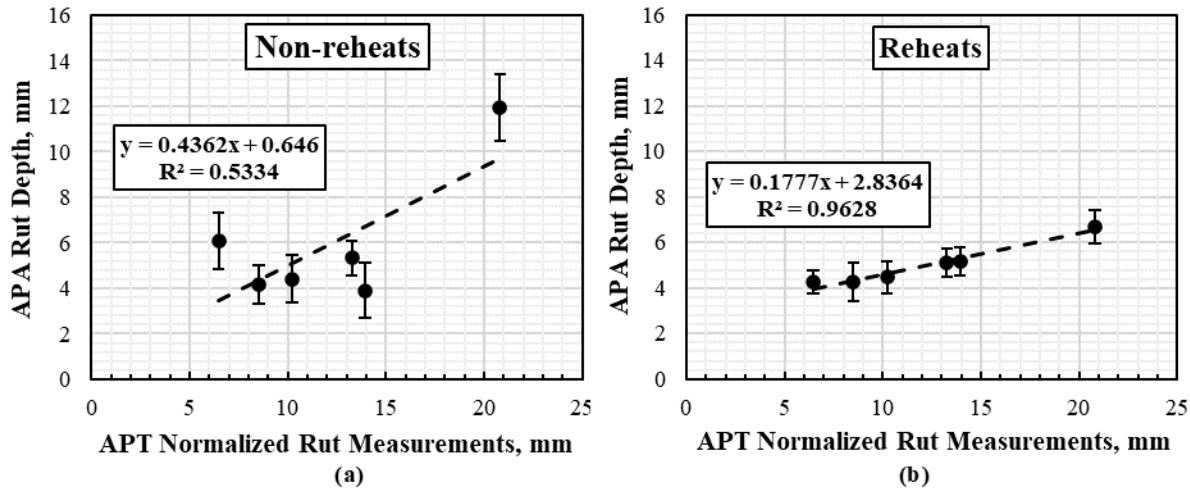 Non-reheats
y = 0.4362x + 0.646
R² = 0.5334
APA Rut Depth, mm
16
14
12
10
8
6
4
2
0
0 5 10 15 20 25
APT Normalized Rut Measurements, mm
(a)
Reheats
y = 0.1777x + 2.8364
R² = 0.9628
APA Rut Depth, mm
16
14
12
10
8
6
4
2
0
0 5 10 15 20 25
APT Normalized Rut Measurements, mm
(b)